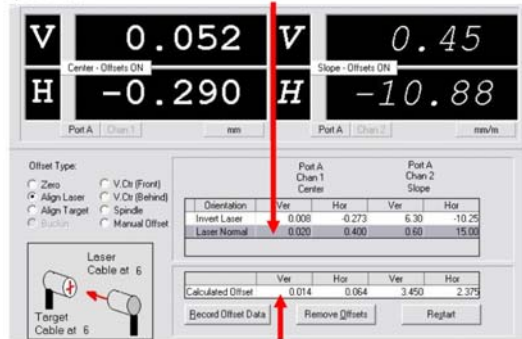 V 0.052 V 0.45
Center - Offsets ON Slope - Offsets ON
H -0.290 H -10.88
Port A Chan 1 mm Port A Chan 2 mm/m
Offset Type:
Zero V.Ctr (Front)
Align Laser V.Ctr (Behind)
Align Target Spindle
Buckin Manual Offset
Laser
Cable at 6
Target
Cable at 6
Port A Port A
Chan 1 Chan 2
Center Slope
Orientation Ver Hor Ver Hor
Invert Laser 0.008 -0.273 6.30 -10.25
Laser Normal 0.020 0.400 0.60 15.00
Ver Hor Ver Hor
Calculated Offset 0.014 0.064 3.450 2.375
Record Offset Data Remove Offsets Restart